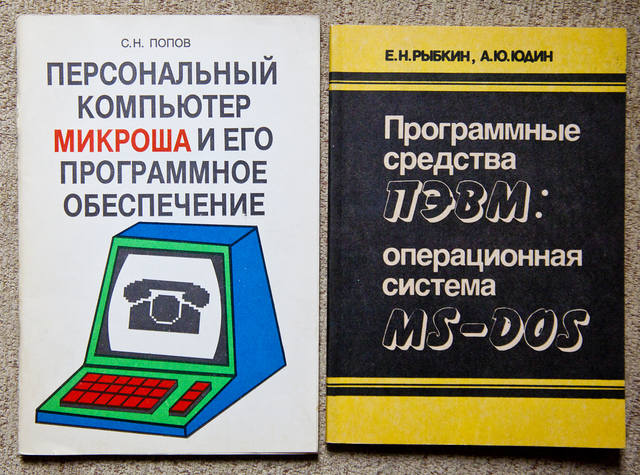 С.Н. ПОПОВ
ПЕРСОНАЛЬНЫЙ
КОМПЬЮТЕР
МИКРОША И ЕГО
ПРОГРАММНОЕ
ОБЕСПЕЧЕНИЕ
Е.Н.РЫБКИН, А.Ю.ЮДИН
Программные
средства
ПЭВМ:
операционная
система
MS-DOS